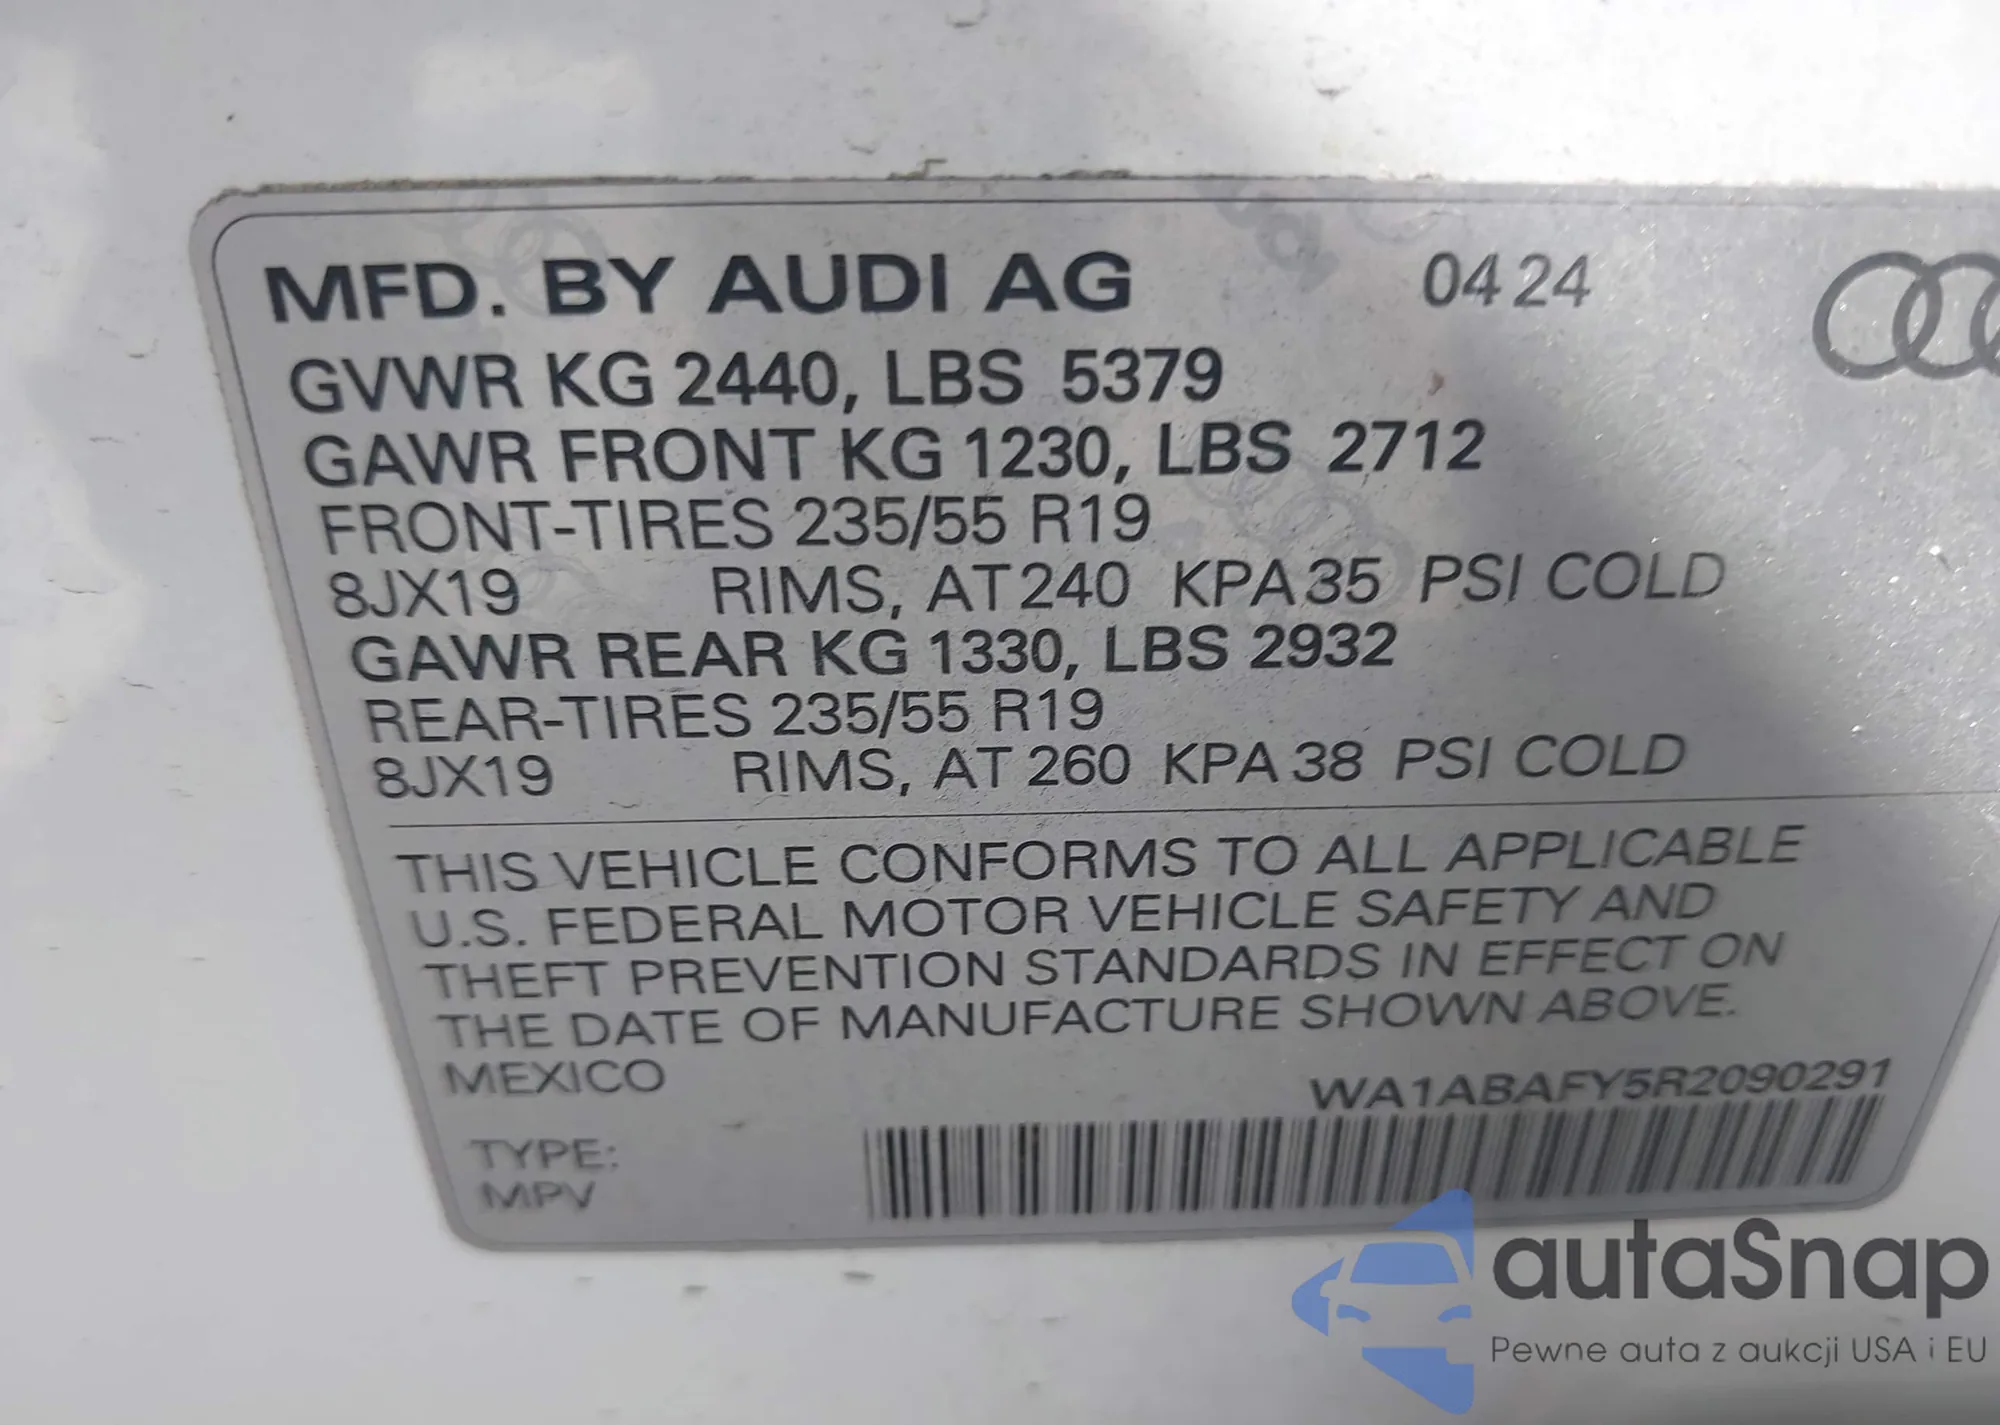 MFD. BY AUDI AG 04 24
GVWR KG 2440, LBS 5379
GAWR FRONT KG 1230, LBS 2712
FRONT-TIRES 235/55 R19
8JX19 RIMS, AT 240 KPA 35 PSI COLD
GAWR REAR KG 1330, LBS 2932
REAR-TIRES 235/55 R19
8JX19 RIMS, AT 260 KPA 38 PSI COLD
THIS VEHICLE CONFORMS TO ALL APPLICABLE
U.S. FEDERAL MOTOR VEHICLE SAFETY AND
THEFT PREVENTION STANDARDS IN EFFECT ON
THE DATE OF MANUFACTURE SHOWN ABOVE.
MEXICO
WA1ABAFY5R2090291
TYPE:
MPV
autaSnap
Pewne auta z aukcji USA i EU